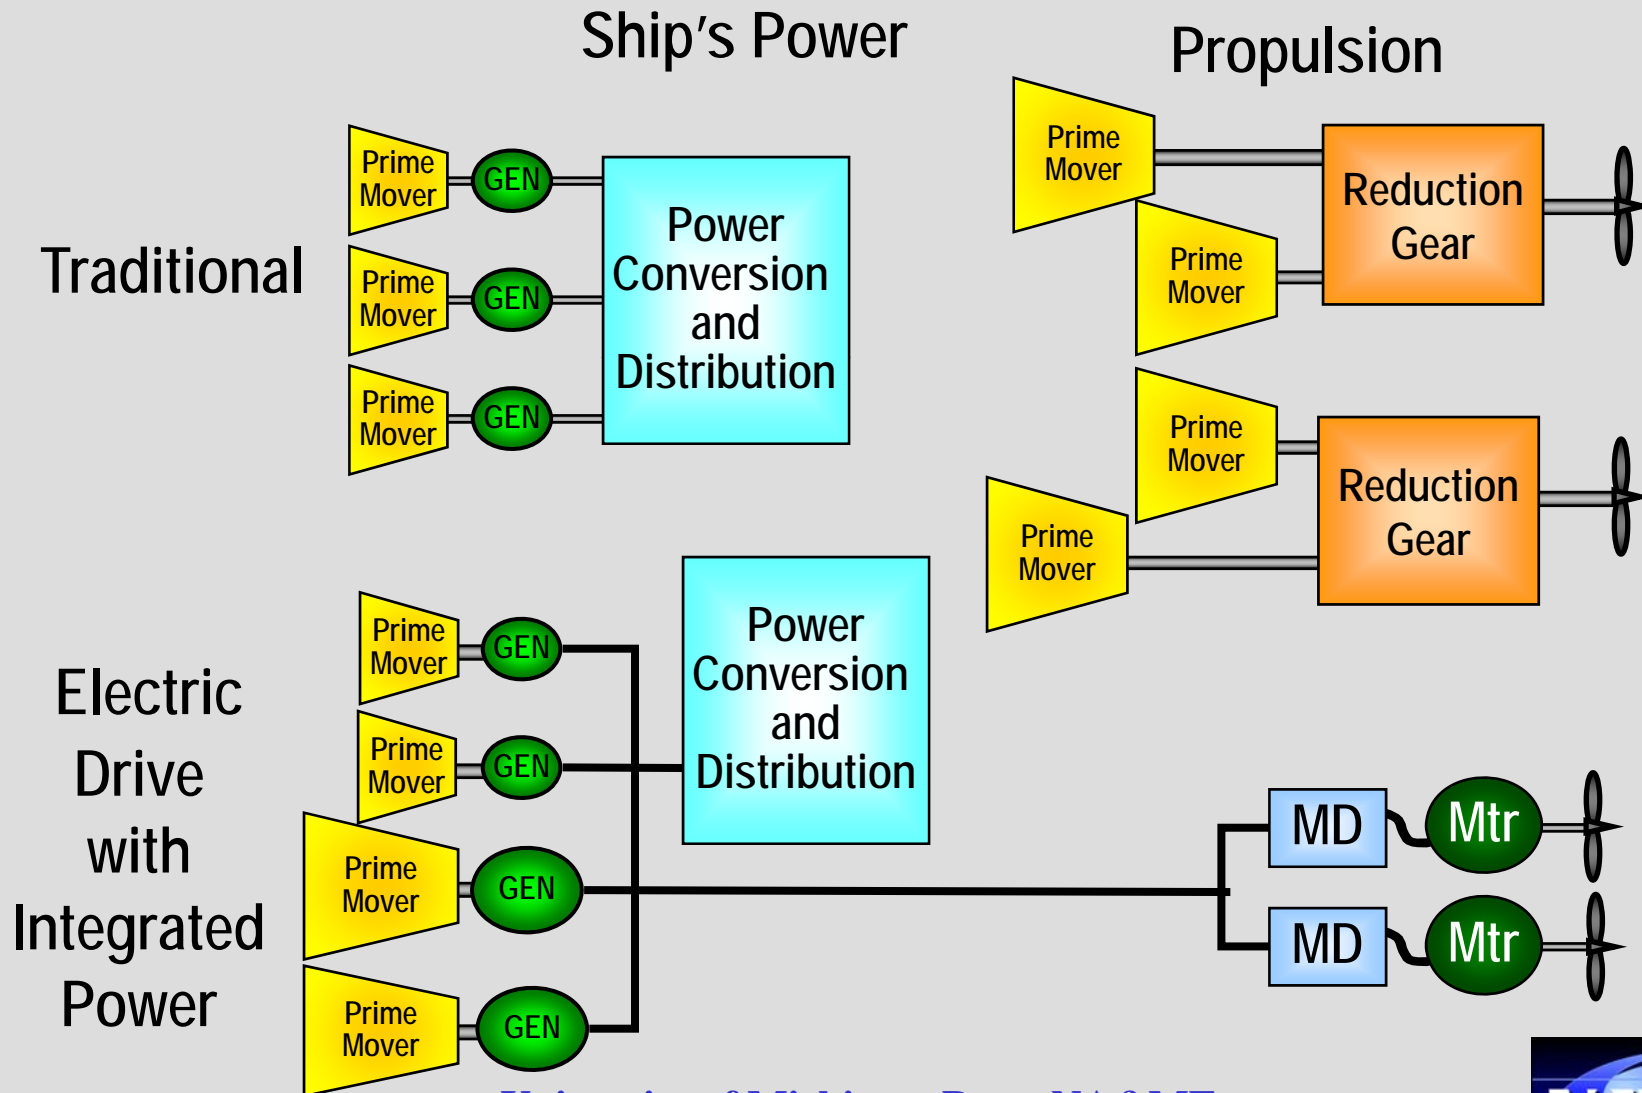 Ship's Power
Propulsion
Traditional
Prime
Mover
GEN
Prime
Mover
GEN
Prime
Mover
GEN
Power
Conversion
and
Distribution
Prime
Mover
Prime
Mover
Reduction
Gear
Prime
Mover
Prime
Mover
Reduction
Gear
Electric
Drive
with
Integrated
Power
Prime
Mover
GEN
Prime
Mover
GEN
Prime
Mover
GEN
Prime
Mover
GEN
Power
Conversion
and
Distribution
MD
Mtr
MD
Mtr